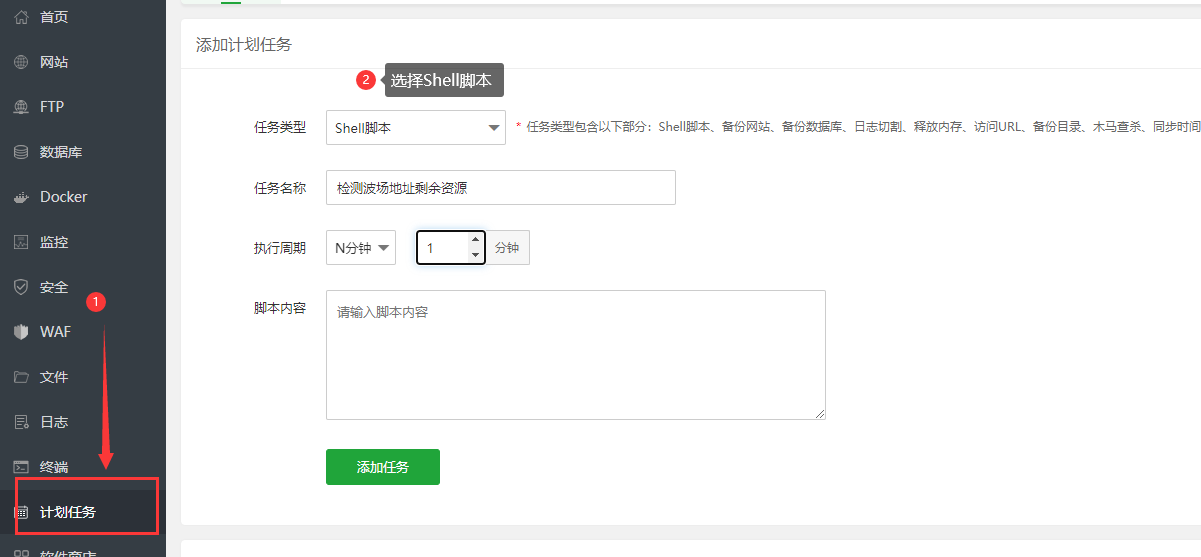 首页
网站
FTP
数据库
Docker
监控
安全
1
WAF
文件
日志
终端
计划任务
软件商店
添加计划任务
2 选择Shell脚本
任务类型 Shell脚本 * 任务类型包含以下部分：Shell脚本、备份网站、备份数据库、日志切割、释放内存、访问URL、备份目录、木马查杀、同步时间
任务名称 检测波场地址剩余资源
执行周期 N分钟 1 分钟
脚本内容 请输入脚本内容
添加任务